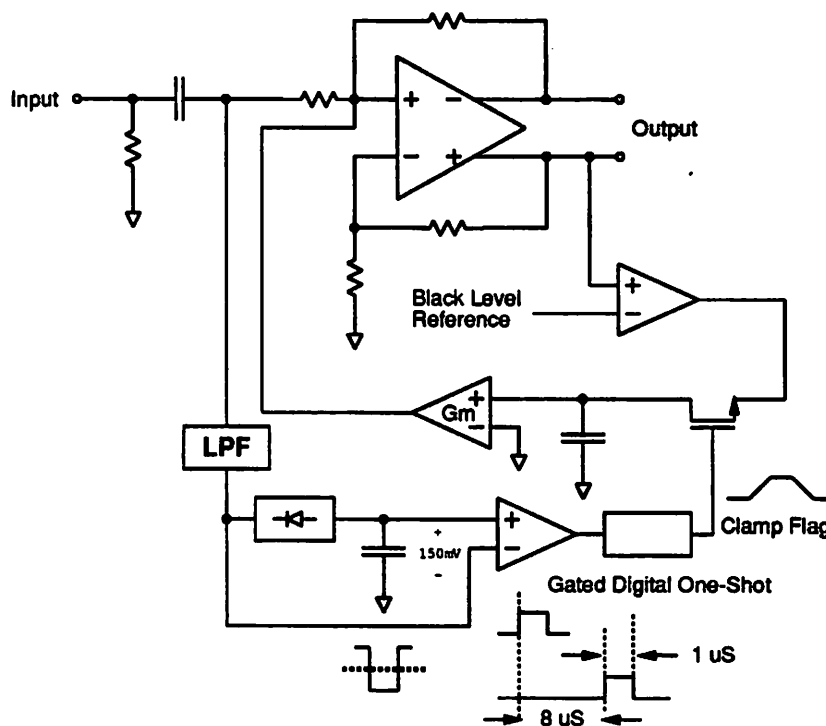 Input
+
−
−
+
Output
+
−
Black Level
Reference
Gm
+
−
LPF
+
150mV
-
+
−
Clamp Flag
Gated Digital One-Shot
1 uS
8 uS